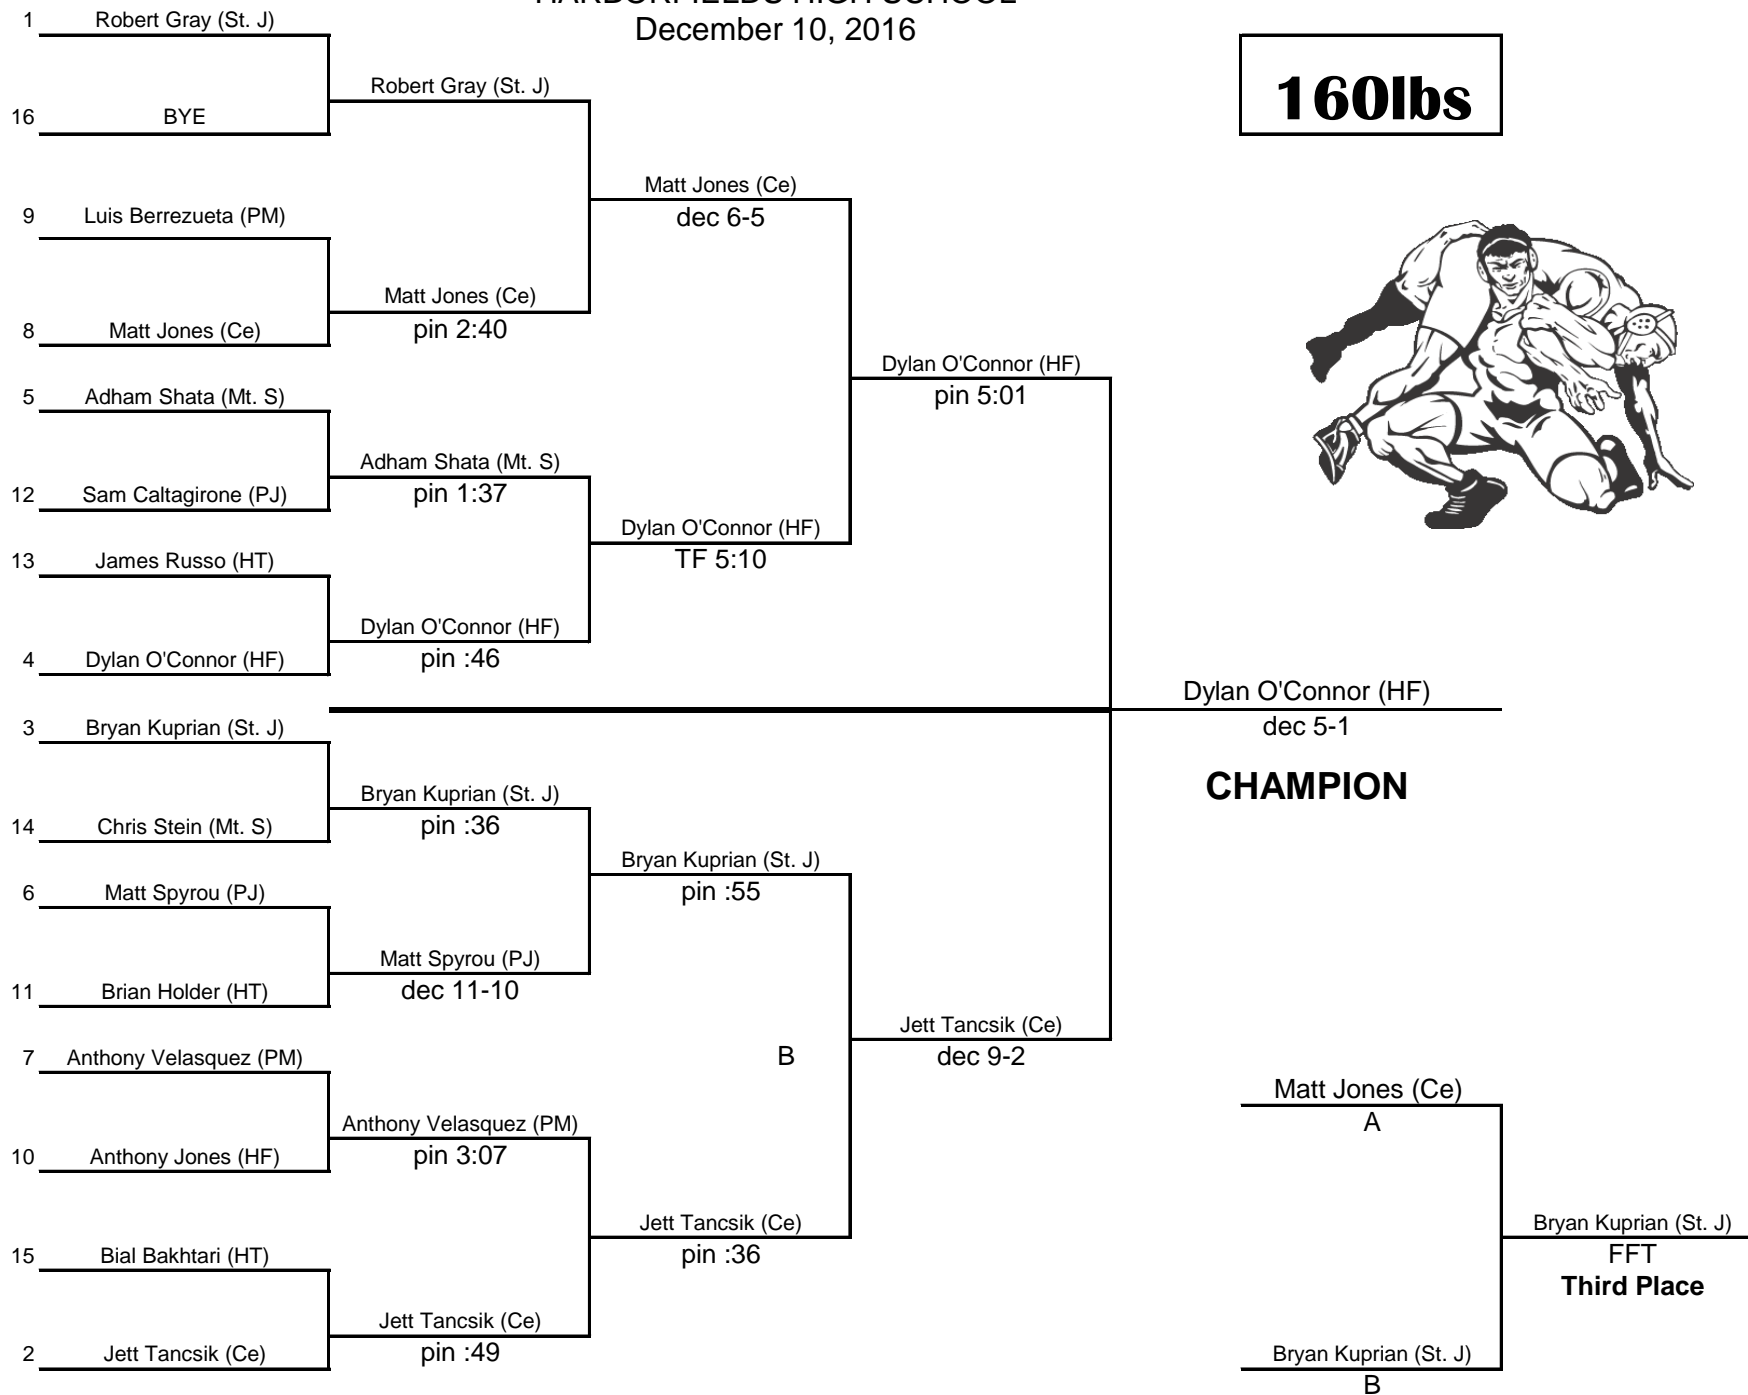 HARBORFIELDS HIGH SCHOOL
December 10, 2016
160lbs
1 Robert Gray (St. J)
Robert Gray (St. J)
16 BYE
Matt Jones (Ce)
dec 6-5
9 Luis Berrezueta (PM)
Matt Jones (Ce)
pin 2:40
8 Matt Jones (Ce)
Dylan O'Connor (HF)
pin 5:01
5 Adham Shata (Mt. S)
Adham Shata (Mt. S)
pin 1:37
12 Sam Caltagirone (PJ)
Dylan O'Connor (HF)
TF 5:10
13 James Russo (HT)
Dylan O'Connor (HF)
pin :46
4 Dylan O'Connor (HF)
Dylan O'Connor (HF)
dec 5-1
CHAMPION
3 Bryan Kuprian (St. J)
Bryan Kuprian (St. J)
pin :36
14 Chris Stein (Mt. S)
Bryan Kuprian (St. J)
pin :55
6 Matt Spyrou (PJ)
Matt Spyrou (PJ)
dec 11-10
11 Brian Holder (HT)
Jett Tancsik (Ce)
dec 9-2
B
7 Anthony Velasquez (PM)
Anthony Velasquez (PM)
pin 3:07
10 Anthony Jones (HF)
Jett Tancsik (Ce)
pin :36
15 Bial Bakhtari (HT)
Jett Tancsik (Ce)
pin :49
2 Jett Tancsik (Ce)
Matt Jones (Ce)
A
Bryan Kuprian (St. J)
FFT
Third Place
Bryan Kuprian (St. J)
B